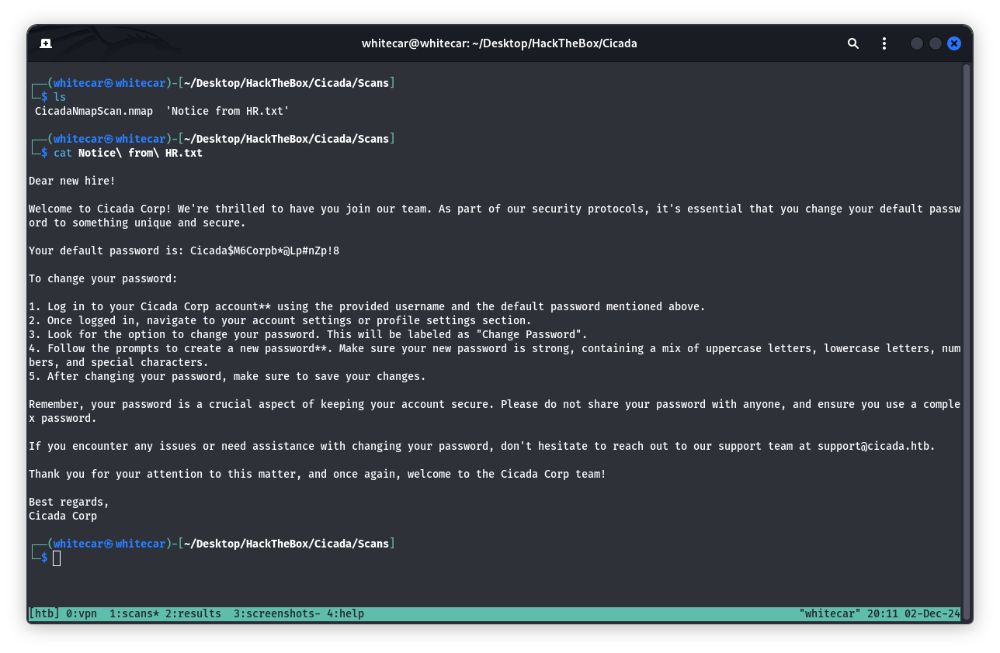 whitecar@whitecar: ~/Desktop/HackTheBox/Cicada
┌──(whitecar㉿whitecar)-[~/Desktop/HackTheBox/Cicada/Scans]
└─$ ls
 CicadaNmapScan.nmap  'Notice from HR.txt'
┌──(whitecar㉿whitecar)-[~/Desktop/HackTheBox/Cicada/Scans]
└─$ cat Notice\ from\ HR.txt
Dear new hire!
Welcome to Cicada Corp! We're thrilled to have you join our team. As part of our security protocols, it's essential that you change your default passw
ord to something unique and secure.
Your default password is: Cicada$M6Corpb*@Lp#nZp!8
To change your password:
1. Log in to your Cicada Corp account** using the provided username and the default password mentioned above.
2. Once logged in, navigate to your account settings or profile settings section.
3. Look for the option to change your password. This will be labeled as "Change Password".
4. Follow the prompts to create a new password**. Make sure your new password is strong, containing a mix of uppercase letters, lowercase letters, num
bers, and special characters.
5. After changing your password, make sure to save your changes.
Remember, your password is a crucial aspect of keeping your account secure. Please do not share your password with anyone, and ensure you use a comple
x password.
If you encounter any issues or need assistance with changing your password, don't hesitate to reach out to our support team at support@cicada.htb.
Thank you for your attention to this matter, and once again, welcome to the Cicada Corp team!
Best regards,
Cicada Corp
┌──(whitecar㉿whitecar)-[~/Desktop/HackTheBox/Cicada/Scans]
└─$
[htb] 0:vpn  1:scans* 2:results  3:screenshots- 4:help "whitecar" 20:11 02-Dec-24